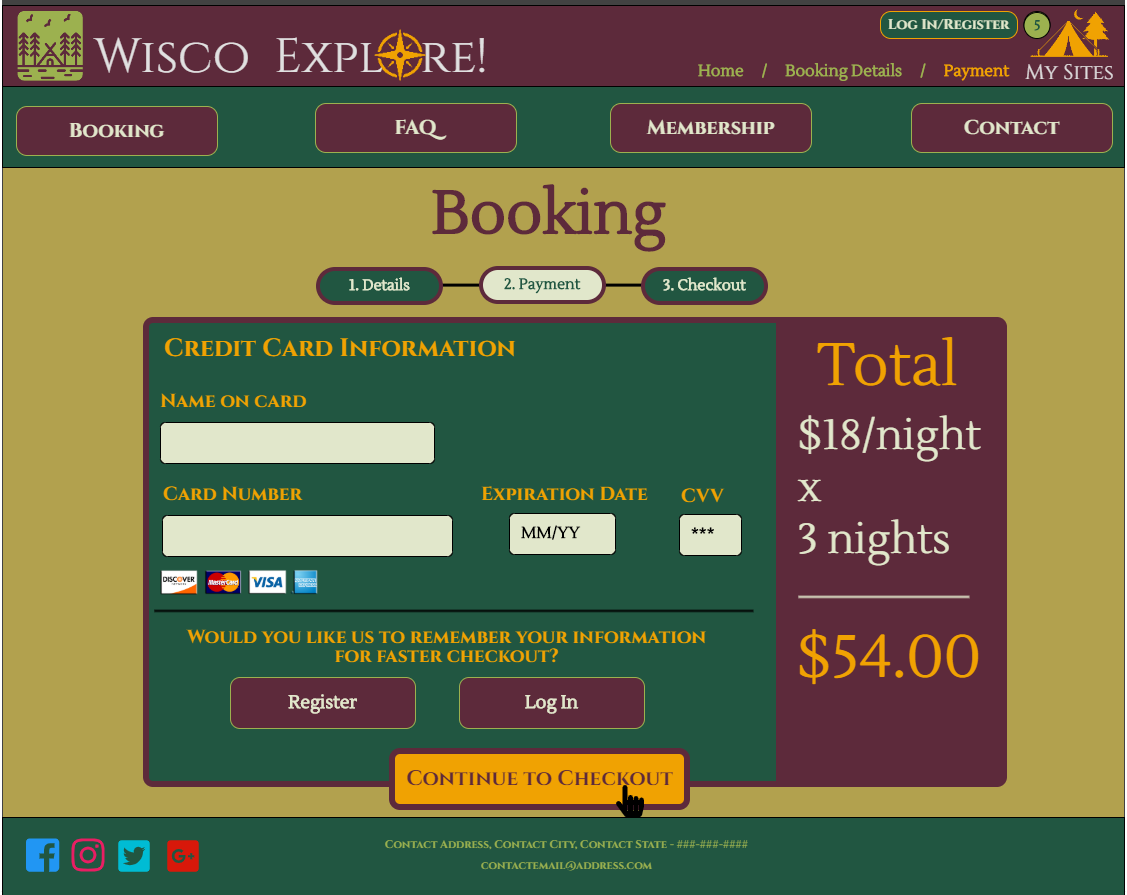 Wisco Explore!
Log In/Register
5
Home / Booking Details / Payment
My Sites
Booking
FAQ
Membership
Contact
Booking
1. Details
2. Payment
3. Checkout
Credit Card Information
Name on card
Card Number
Expiration Date
CVV
MM/YY
***
DISCOVER
MasterCard
VISA
Would you like us to remember your information
for faster checkout?
Register
Log In
Continue to Checkout
Total
$18/night
x
3 nights
$54.00
G+
Contact Address, Contact City, Contact State - ###-###-####
contactemail@address.com